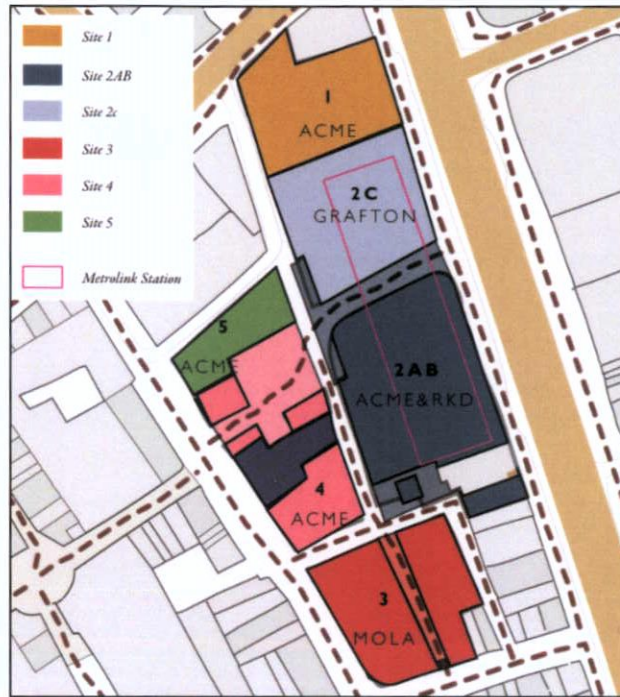 Site 1
Site 2AB
Site 2c
Site 3
Site 4
Site 5
Metrolink Station
1
ACME
2C
GRAFTON
5
ACME
2AB
ACME&RKD
4
ACME
3
MOLA